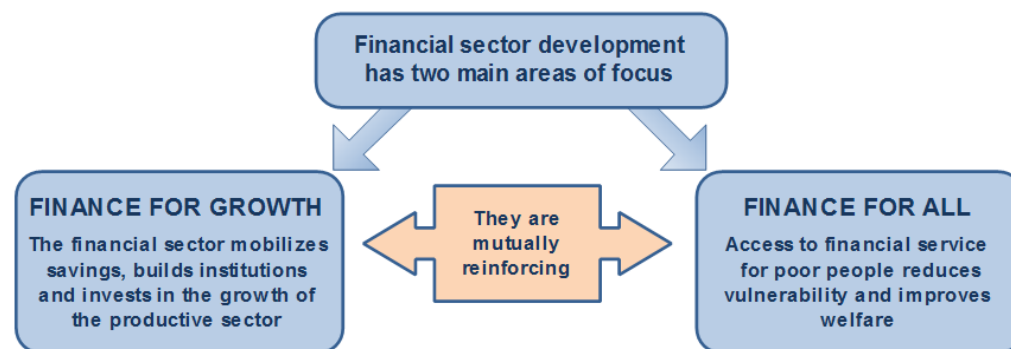 Financial sector development
has two main areas of focus
FINANCE FOR GROWTH
The financial sector mobilizes
savings, builds institutions
and invests in the growth of
the productive sector
They are
mutually
reinforcing
FINANCE FOR ALL
Access to financial service
for poor people reduces
vulnerability and improves
welfare